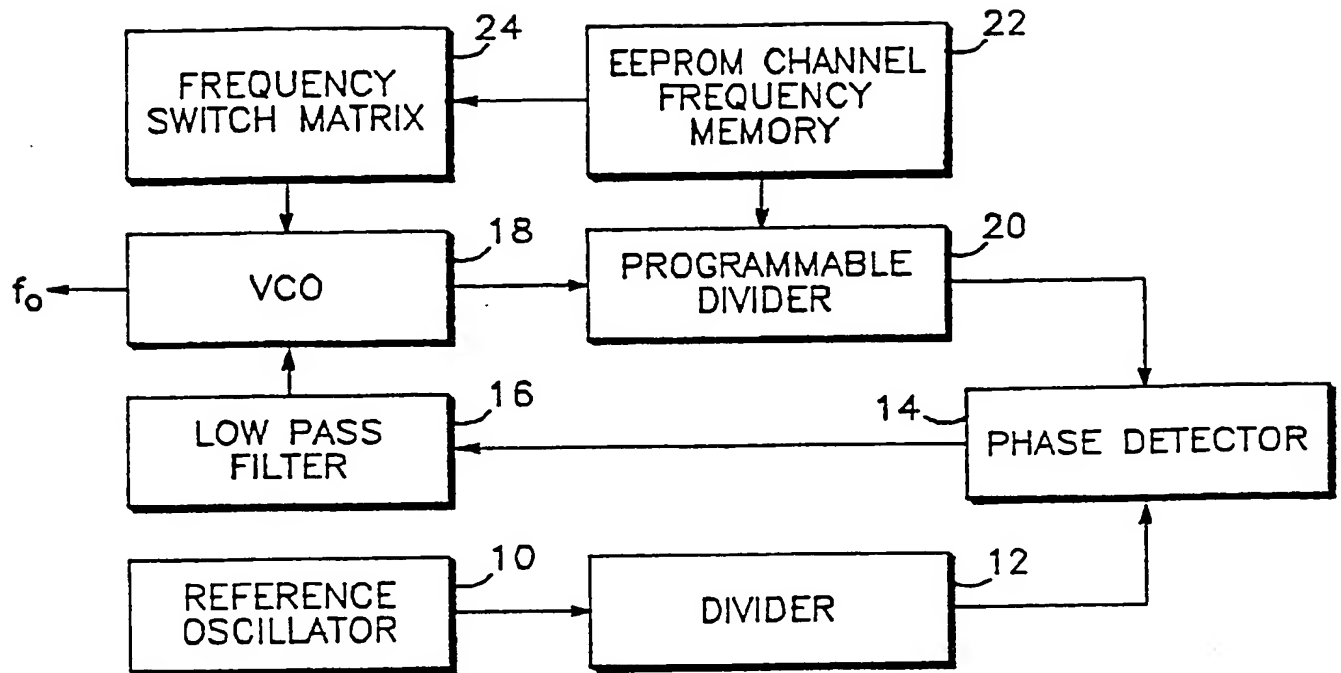 24
FREQUENCY
SWITCH MATRIX
22
EEPROM CHANNEL
FREQUENCY
MEMORY
fo
18
VCO
20
PROGRAMMABLE
DIVIDER
16
LOW PASS
FILTER
14
PHASE DETECTOR
10
REFERENCE
OSCILLATOR
12
DIVIDER